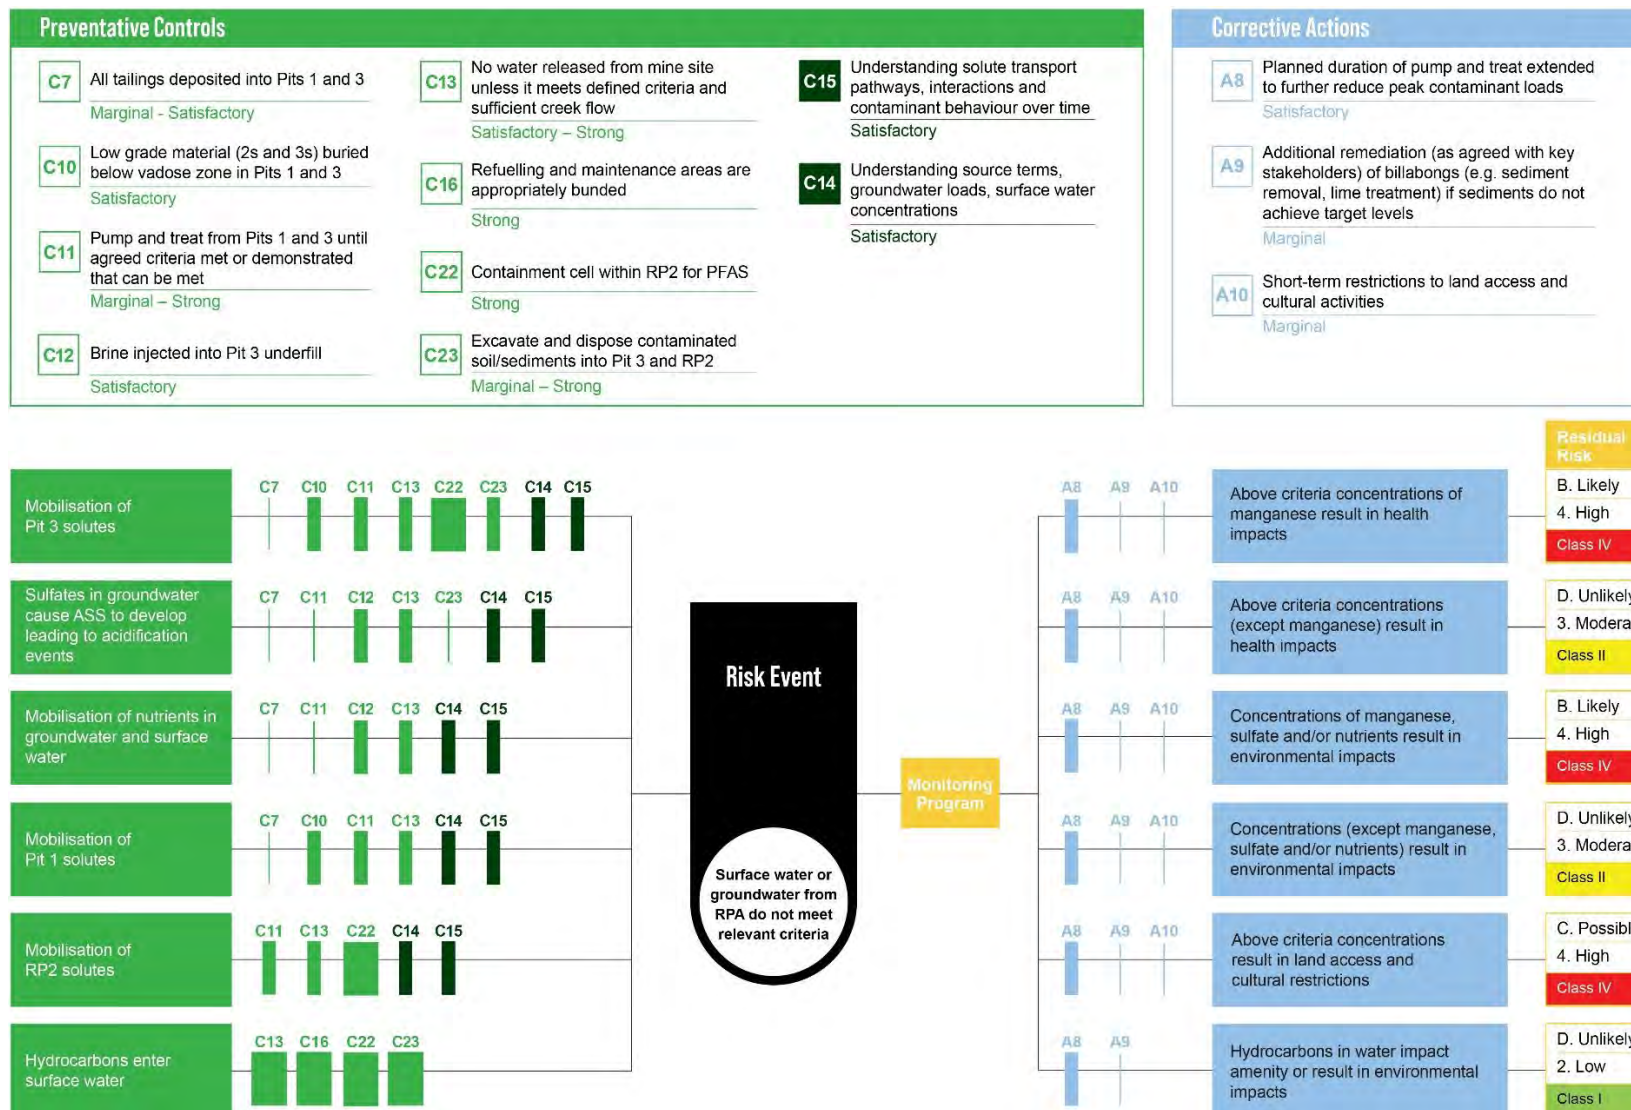 Preventative Controls
C7
All tailings deposited into Pits 1 and 3
Marginal - Satisfactory
C10
Low grade material (2s and 3s) buried
below vadose zone in Pits 1 and 3
Satisfactory
C11
Pump and treat from Pits 1 and 3 until
agreed criteria met or demonstrated
that can be met
Marginal – Strong
C12
Brine injected into Pit 3 underfill
Satisfactory
C13
No water released from mine site
unless it meets defined criteria and
sufficient creek flow
Satisfactory – Strong
C16
Refuelling and maintenance areas are
appropriately bunded
Strong
C22
Containment cell within RP2 for PFAS
Strong
C23
Excavate and dispose contaminated
soil/sediments into Pit 3 and RP2
Marginal – Strong
C15
Understanding solute transport
pathways, interactions and
contaminant behaviour over time
Satisfactory
C14
Understanding source terms,
groundwater loads, surface water
concentrations
Satisfactory
Corrective Actions
A8
Planned duration of pump and treat extended
to further reduce peak contaminant loads
Satisfactory
A9
Additional remediation (as agreed with key
stakeholders) of billabongs (e.g. sediment
removal, lime treatment) if sediments do not
achieve target levels
Marginal
A10
Short-term restrictions to land access and
cultural activities
Marginal
Mobilisation of
Pit 3 solutes
C7 C10 C11 C13 C22 C23 C14 C15
Sulfates in groundwater
cause ASS to develop
leading to acidification
events
C7 C11 C12 C13 C23 C14 C15
Mobilisation of nutrients in
groundwater and surface
water
C7 C11 C12 C13 C14 C15
Mobilisation of
Pit 1 solutes
C7 C10 C11 C13 C14 C15
Mobilisation of
RP2 solutes
C11 C13 C22 C14 C15
Hydrocarbons enter
surface water
C13 C16 C22 C23
Risk Event
Surface water or
groundwater from
RPA do not meet
relevant criteria
Monitoring
Program
Residual
Risk
A8 A9 A10
Above criteria concentrations of
manganese result in health
impacts
B. Likely
4. High
Class IV
A8 A9 A10
Above criteria concentrations
(except manganese) result in
health impacts
D. Unlikely
3. Modera
Class II
A8 A9 A10
Concentrations of manganese,
sulfate and/or nutrients result in
environmental impacts
B. Likely
4. High
Class IV
A8 A9 A10
Concentrations (except manganese,
sulfate and/or nutrients) result in
environmental impacts
D. Unlikely
3. Modera
Class II
A8 A9 A10
Above criteria concentrations
result in land access and
cultural restrictions
C. Possibl
4. High
Class IV
A8 A9
Hydrocarbons in water impact
amenity or result in environmental
impacts
D. Unlikely
2. Low
Class I